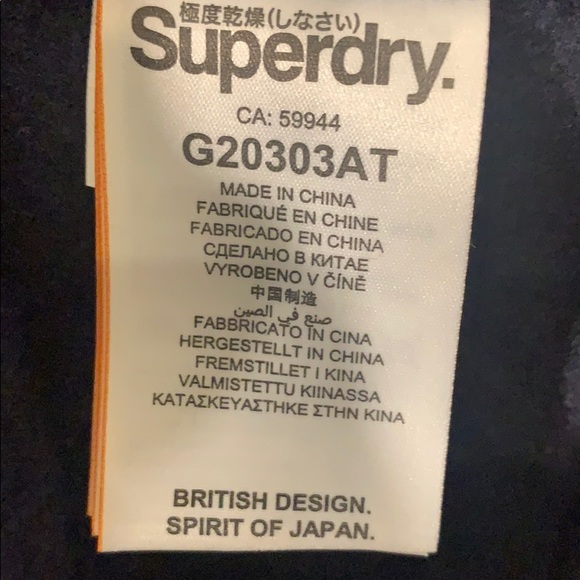 極度乾燥(しなさい)
Superdry.
CA: 59944
G20303AT
MADE IN CHINA
FABRIQUÉ EN CHINE
FABRICADO EN CHINA
СДЕЛАНО В КИТАЕ
VYROBENO V ČÍNĚ
中国制造
صنع في الصين
FABBRICATO IN CINA
HERGESTELLT IN CHINA
FREMSTILLET I KINA
VALMISTETTU KIINASSA
ΚΑΤΑΣΚΕΥΑΣΤΗΚΕ ΣΤΗΝ ΚΙΝΑ
BRITISH DESIGN.
SPIRIT OF JAPAN.